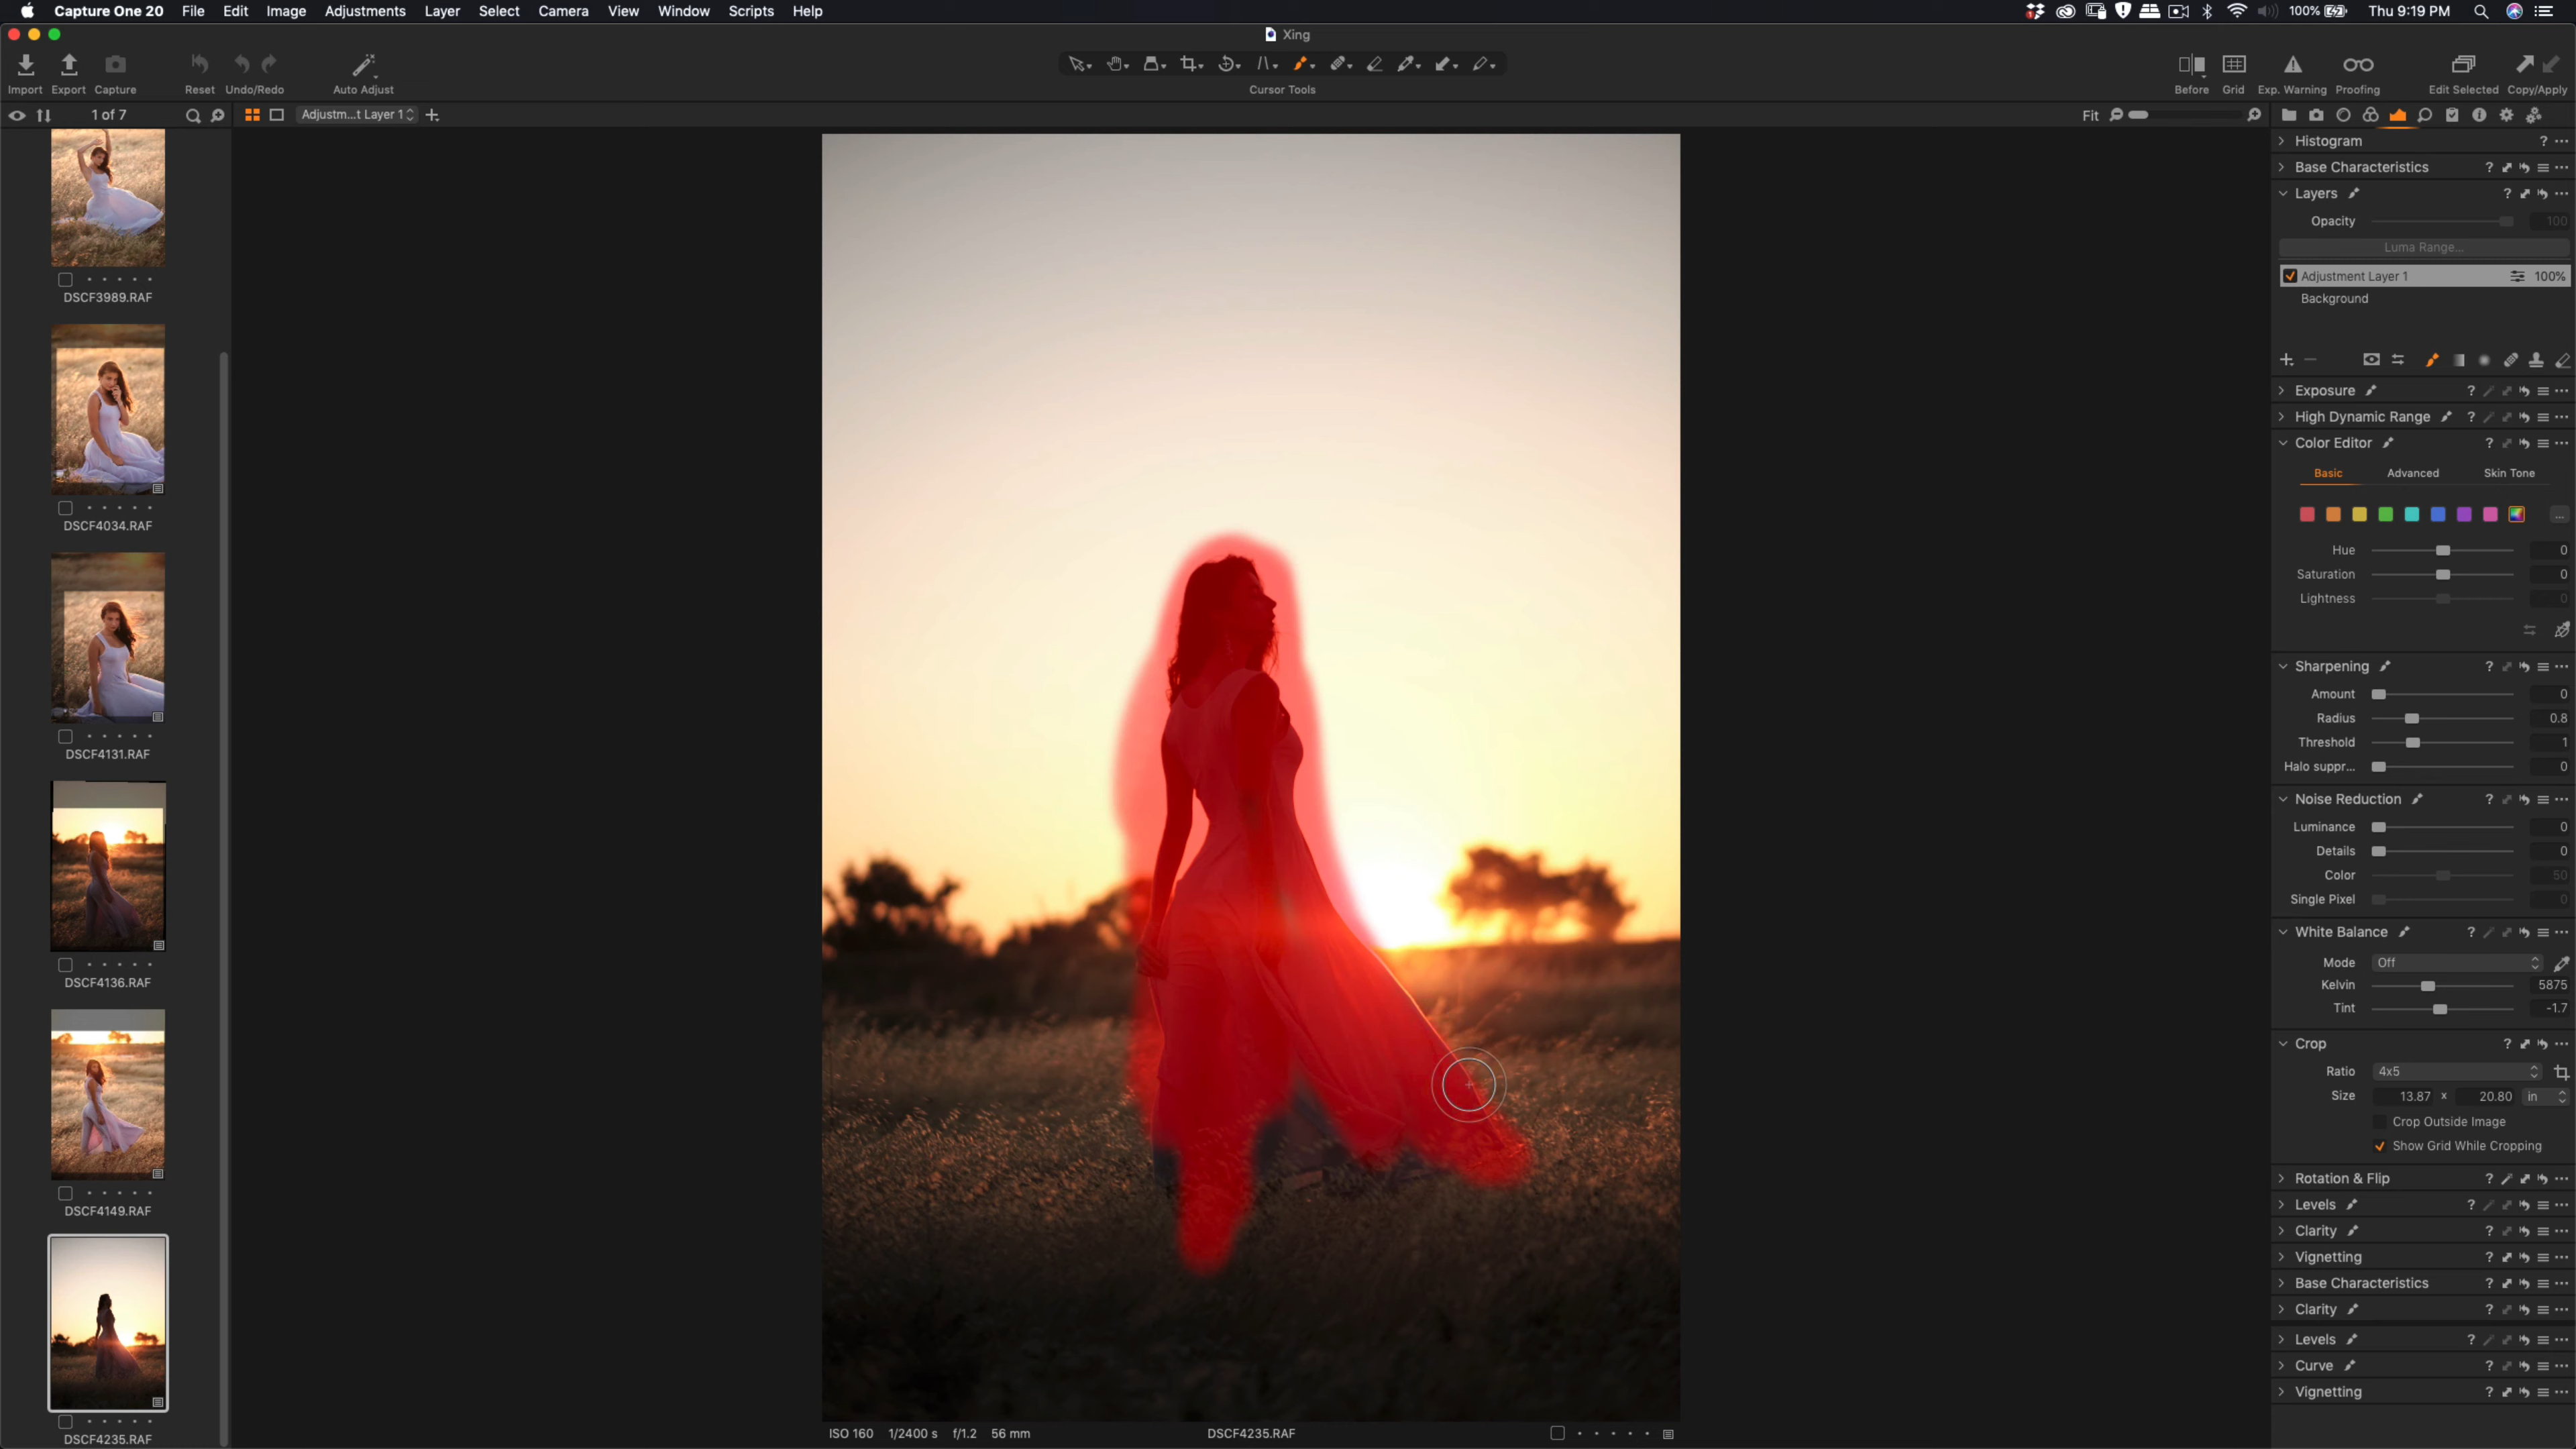 Capture One 20 File Edit Image Adjustments Layer Select Camera View Window Scripts Help 100% Thu 9:19 PM
Xing
Import Export Capture Reset Undo/Redo Auto Adjust Cursor Tools Before Grid Exp. Warning Proofing Edit Selected Copy/Apply
1 of 7 Adjustm...t Layer 1 Fit
DSCF3989.RAF
DSCF4034.RAF
DSCF4131.RAF
DSCF4136.RAF
DSCF4149.RAF
DSCF4235.RAF
ISO 160 1/2400 s f/1.2 56 mm DSCF4235.RAF
Histogram
Base Characteristics
Layers
Opacity 100
Luma Range...
Adjustment Layer 1 100%
Background
Exposure
High Dynamic Range
Color Editor
Basic Advanced Skin Tone
Hue 0
Saturation 0
Lightness 0
Sharpening
Amount 0
Radius 0.8
Threshold 1
Halo suppr... 0
Noise Reduction
Luminance 0
Details 0
Color 50
Single Pixel 0
White Balance
Mode Off
Kelvin 5875
Tint -1.7
Crop
Ratio 4x5
Size 13.87 x 20.80 in
Crop Outside Image
Show Grid While Cropping
Rotation & Flip
Levels
Clarity
Vignetting
Base Characteristics
Clarity
Levels
Curve
Vignetting